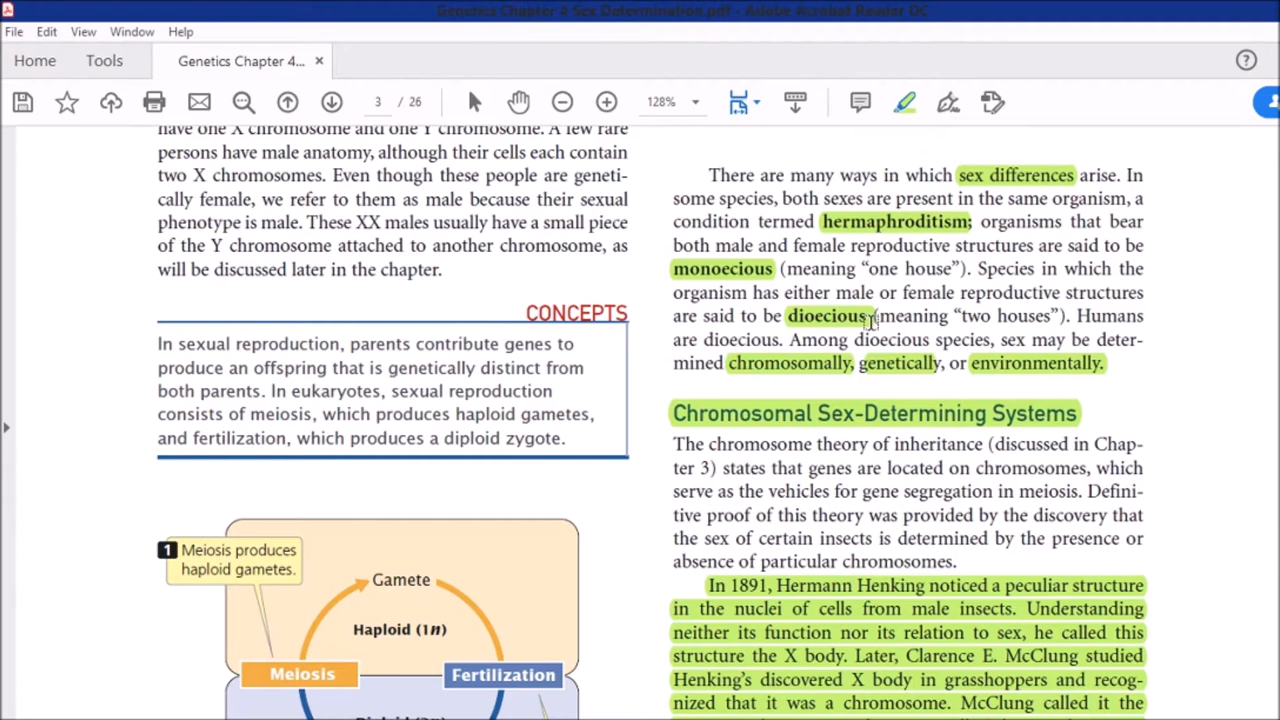 Genetics Chapter 4 Sex Determination.pdf - Adobe Acrobat Reader DC
File Edit View Window Help
Home Tools Genetics Chapter 4... × ?
3 / 26 128%
have one X chromosome and one Y chromosome. A few rare
persons have male anatomy, although their cells each contain
two X chromosomes. Even though these people are geneti-
cally female, we refer to them as male because their sexual
phenotype is male. These XX males usually have a small piece
of the Y chromosome attached to another chromosome, as
will be discussed later in the chapter.
CONCEPTS
In sexual reproduction, parents contribute genes to
produce an offspring that is genetically distinct from
both parents. In eukaryotes, sexual reproduction
consists of meiosis, which produces haploid gametes,
and fertilization, which produces a diploid zygote.
1 Meiosis produces
haploid gametes.
Gamete
Haploid (1n)
Meiosis
Fertilization
Diploid (2n)
There are many ways in which sex differences arise. In
some species, both sexes are present in the same organism, a
condition termed hermaphroditism; organisms that bear
both male and female reproductive structures are said to be
monoecious (meaning “one house”). Species in which the
organism has either male or female reproductive structures
are said to be dioecious (meaning “two houses”). Humans
are dioecious. Among dioecious species, sex may be deter-
mined chromosomally, genetically, or environmentally.
Chromosomal Sex-Determining Systems
The chromosome theory of inheritance (discussed in Chap-
ter 3) states that genes are located on chromosomes, which
serve as the vehicles for gene segregation in meiosis. Defini-
tive proof of this theory was provided by the discovery that
the sex of certain insects is determined by the presence or
absence of particular chromosomes.
In 1891, Hermann Henking noticed a peculiar structure
in the nuclei of cells from male insects. Understanding
neither its function nor its relation to sex, he called this
structure the X body. Later, Clarence E. McClung studied
Henking’s discovered X body in grasshoppers and recog-
nized that it was a chromosome. McClung called it the